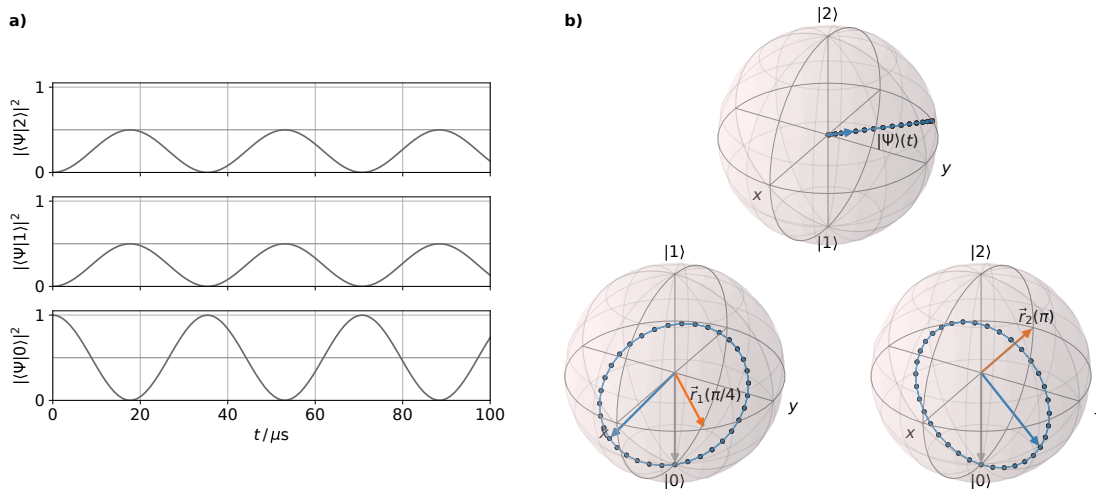 a)
|⟨Ψ|2⟩|²
1
0
|⟨Ψ|1⟩|²
1
0
|⟨Ψ|0⟩|²
1
0
0 20 40 60 80 100
t / μs
b)
|2⟩
|Ψ⟩(t)
y
x
|1⟩
|1⟩
r⃗₁(π/4)
y
x
|0⟩
|2⟩
r⃗₂(π)
x
|0⟩